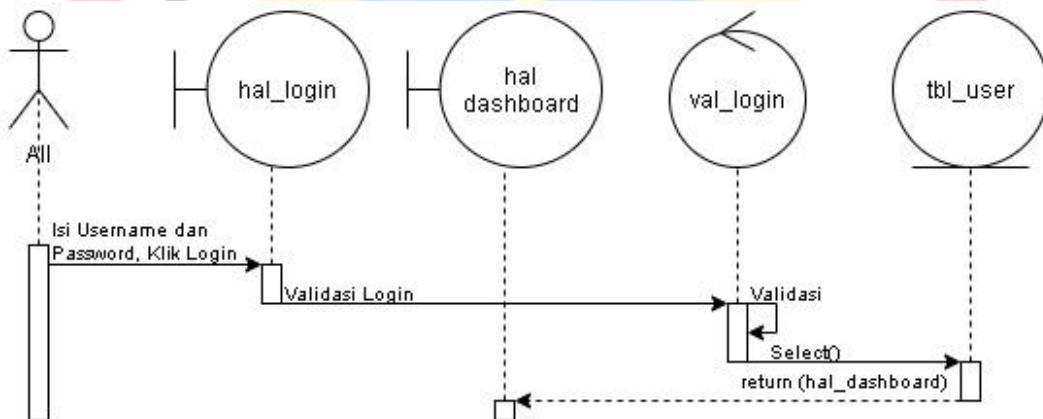 hal_login
hal
dashboard
val_login
tbl_user
All
Isi Username dan
Password, Klik Login
Validasi Login
Validasi
Select()
return (hal_dashboard)